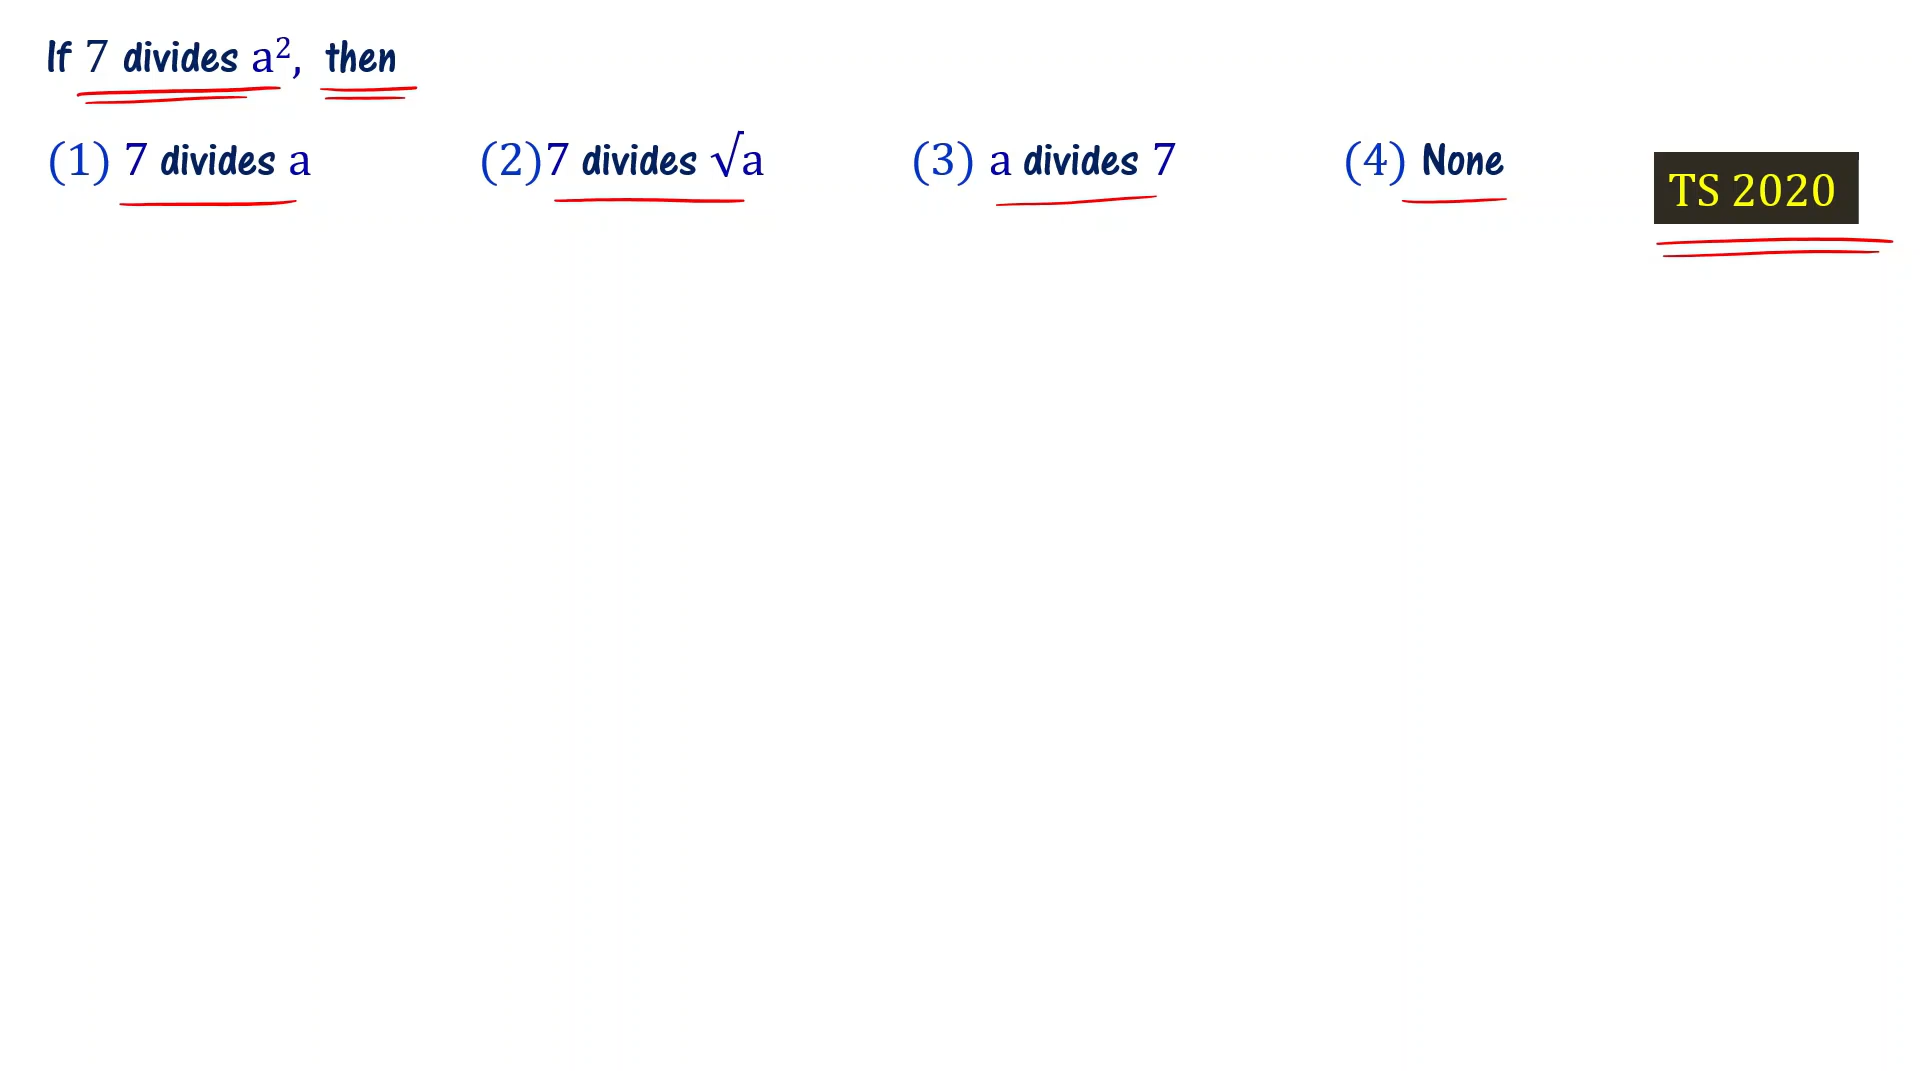 If 7 divides a², then
(1) 7 divides a (2)7 divides √a (3) a divides 7 (4) None
TS 2020